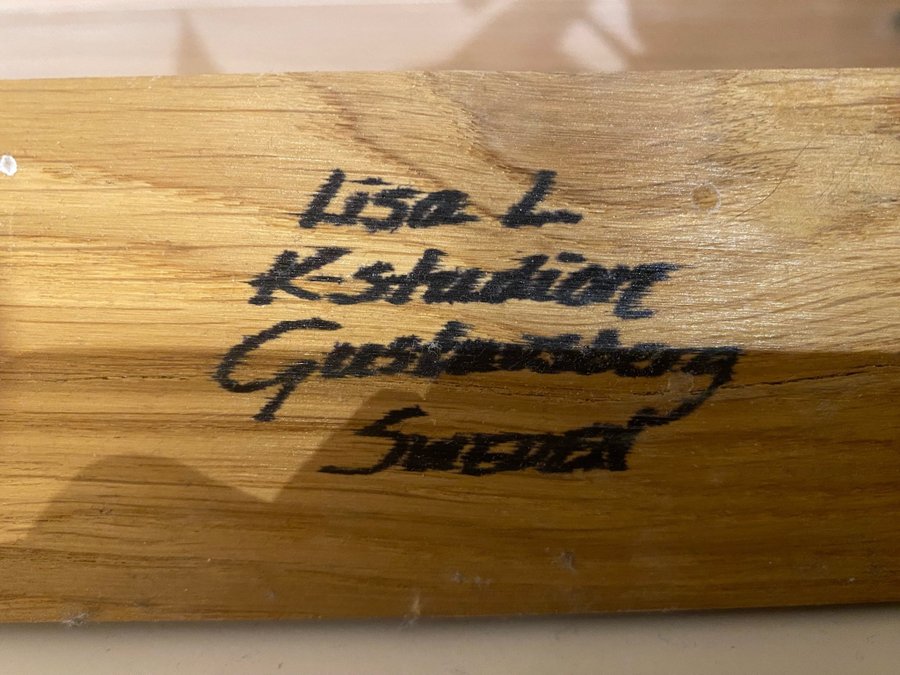 Lisa L
K-studion
Gustavsberg
SWEDEN